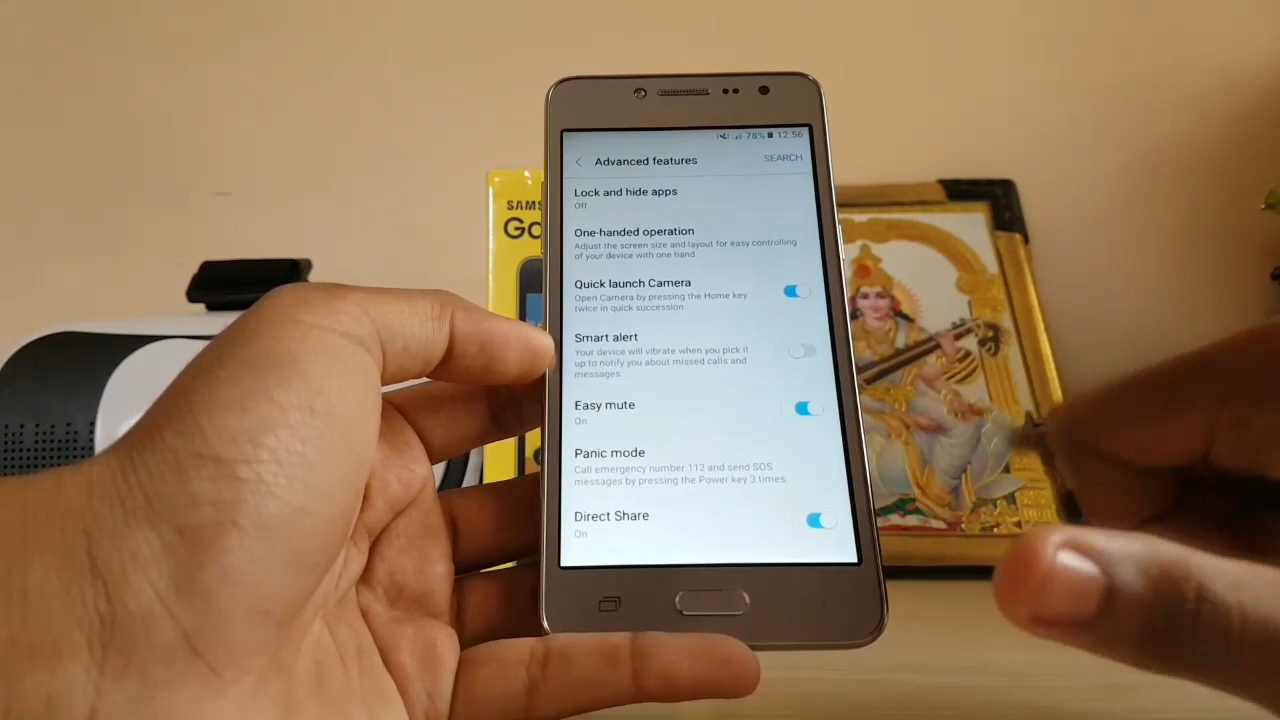 78% 12:56
Advanced features
SEARCH
Lock and hide apps
Off
One-handed operation
Adjust the screen size and layout for easy controlling
of your device with one hand.
Quick launch Camera
Open Camera by pressing the Home key
twice in quick succession
Smart alert
Your device will vibrate when you pick it
up to notify you about missed calls and
messages.
Easy mute
On
Panic mode
Call emergency number 112 and send SOS
messages by pressing the Power key 3 times.
Direct Share
On
SAMS
Ga